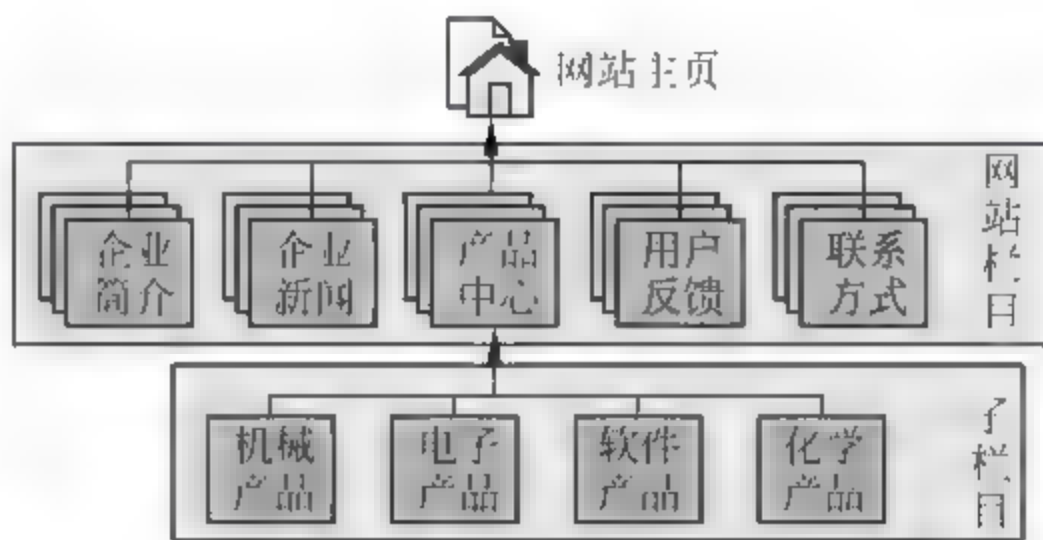 网站主页
企业
简介
企业
新闻
产品
中心
用户
反馈
联系
方式
网站栏目
机械
产品
电子
产品
软件
产品
化学
产品
子栏目